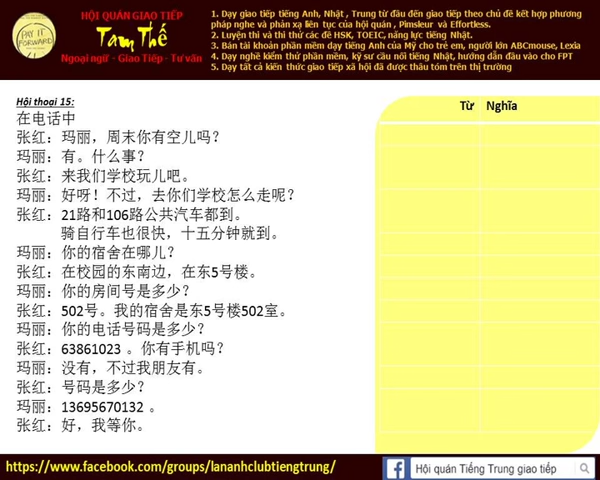 PAY IT
FORWARD
HỘI QUÁN GIAO TIẾP
Tam Thế
Ngoại ngữ - Giao Tiếp - Tư vấn
1. Dạy giao tiếp tiếng Anh, Nhật , Trung từ đầu đến giao tiếp theo chủ đề kết hợp phương
pháp nghe và phản xạ liên tục của hội quán , Pimsleur và Effortless.
2. Luyện thi và thi thử các đề HSK, TOEIC, năng lực tiếng Nhật.
3. Bán tài khoản phần mềm dạy tiếng Anh của Mỹ cho trẻ em, người lớn ABCmouse, Lexia
4. Dạy nghề kiểm thử phần mềm, kỹ sư cầu nối tiếng Nhật, hướng dẫn đầu vào cho FPT
5. Dạy tất cả kiến thức giao tiếp xã hội đã được thâu tóm trên thị trường
Hội thoại 15:
Từ Nghĩa
在电话中
张红：玛丽，周末你有空儿吗？
玛丽：有。什么事？
张红：来我们学校玩儿吧。
玛丽：好呀！不过，去你们学校怎么走呢？
张红：21路和106路公共汽车都到。
骑自行车也很快，十五分钟就到。
玛丽：你的宿舍在哪儿？
张红：在校园的东南边，在东5号楼。
玛丽：你的房间号是多少？
张红：502号。我的宿舍是东5号楼502室。
玛丽：你的电话号码是多少？
张红：63861023 。你有手机吗？
玛丽：没有，不过我朋友有。
张红：号码是多少？
玛丽：13695670132 。
张红：好，我等你。
https://www.facebook.com/groups/lananhclubtiengtrung/
f Hội quán Tiếng Trung giao tiếp